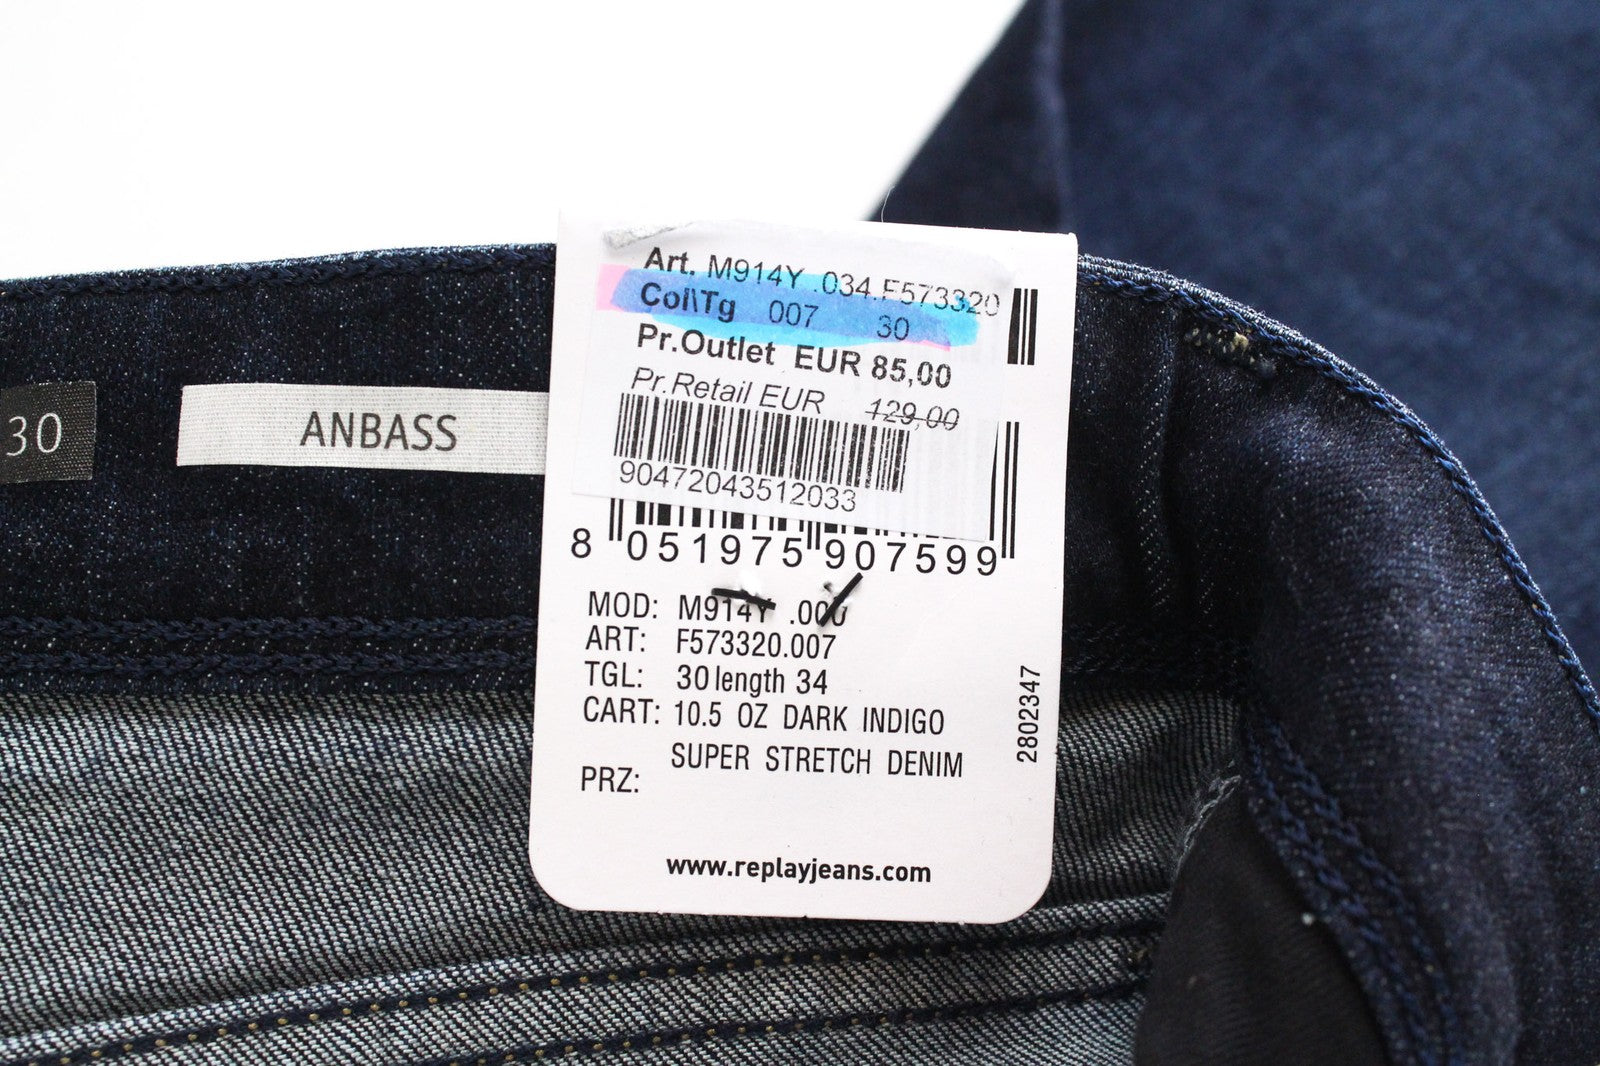 30
ANBASS
Art. M914Y .034.F573320
Col\Tg 007 30
Pr.Outlet EUR 85,00
Pr.Retail EUR 129,00
90472043512033
8 051975 907599
MOD: M914Y .000
ART: F573320.007
TGL: 30 length 34
CART: 10.5 OZ DARK INDIGO
SUPER STRETCH DENIM
PRZ:
2802347
www.replayjeans.com